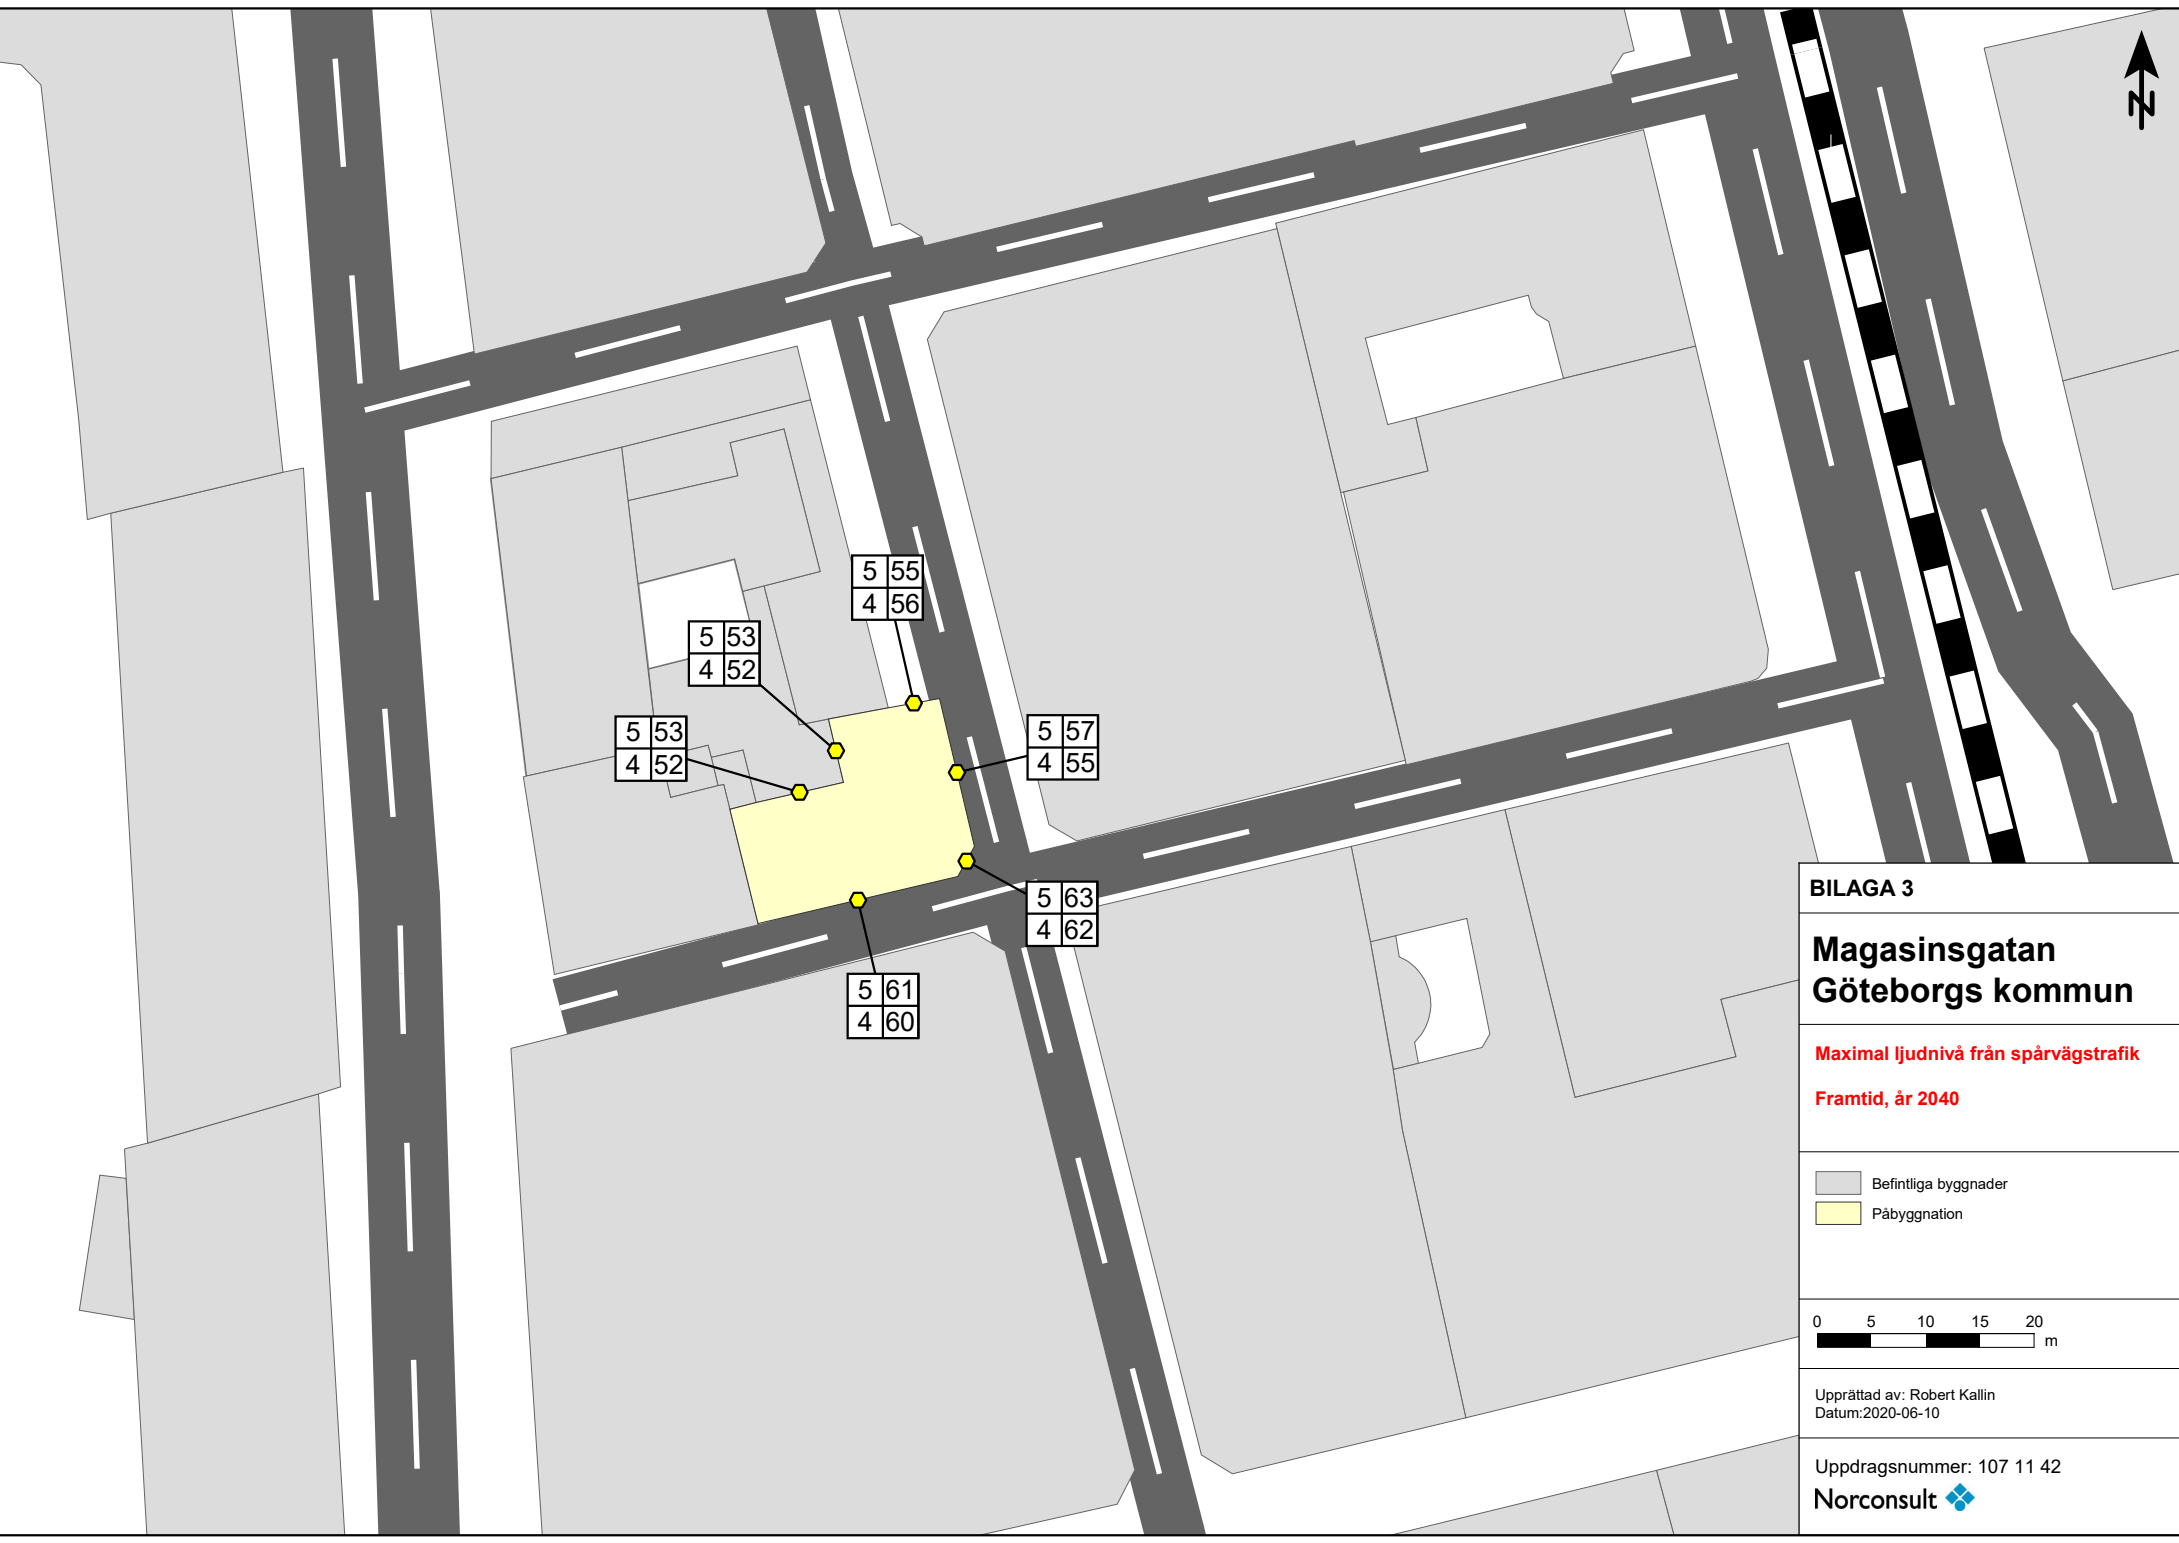 N
5 55
4 56
5 53
4 52
5 53
4 52
5 57
4 55
5 63
4 62
5 61
4 60
BILAGA 3
Magasinsgatan
Göteborgs kommun
Maximal ljudnivå från spårvägstrafik
Framtid, år 2040
Befintliga byggnader
Påbyggnation
0 5 10 15 20
m
Upprättad av: Robert Kallin
Datum:2020-06-10
Uppdragsnummer: 107 11 42
Norconsult